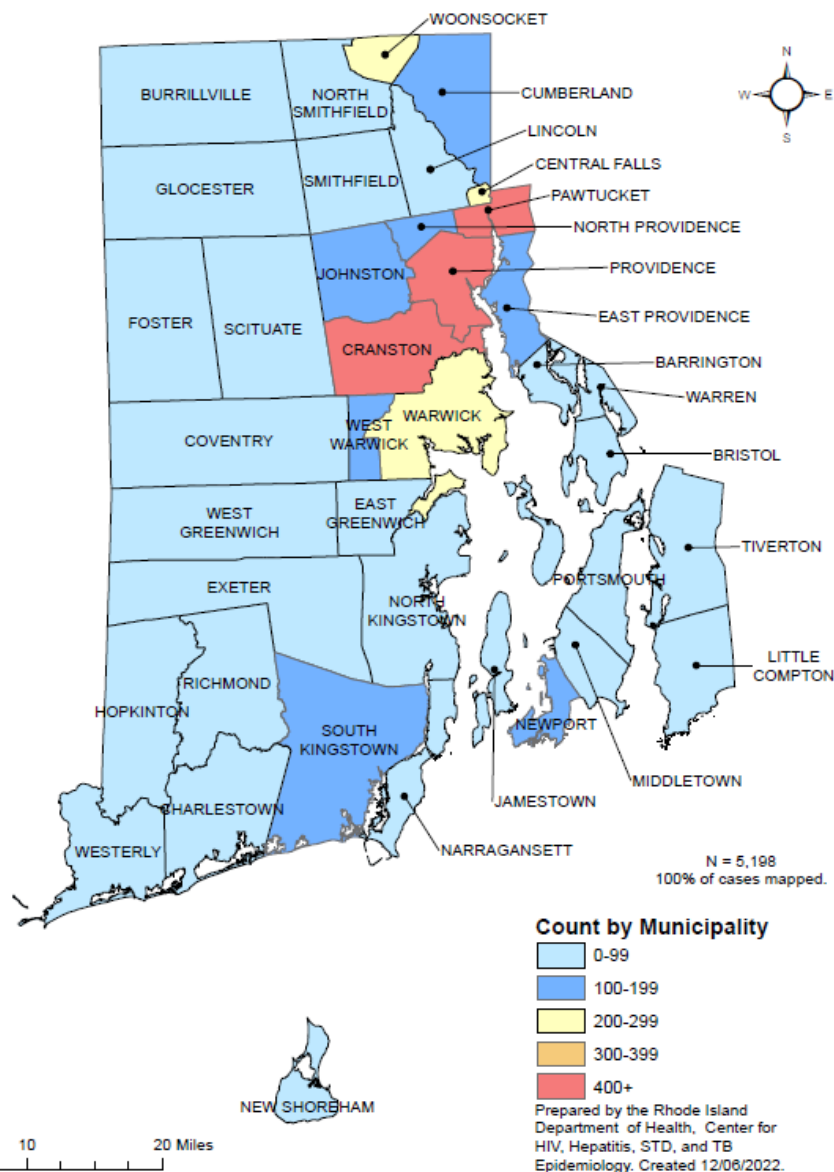 WOONSOCKET
N
W
E
S
BURRILLVILLE
NORTH
SMITHFIELD
CUMBERLAND
LINCOLN
CENTRAL FALLS
GLOCESTER
SMITHFIELD
PAWTUCKET
NORTH PROVIDENCE
JOHNSTON
PROVIDENCE
FOSTER
SCITUATE
EAST PROVIDENCE
CRANSTON
BARRINGTON
WARREN
COVENTRY
WEST
WARWICK
WARWICK
BRISTOL
WEST
GREENWICH
EAST
GREENWICH
TIVERTON
PORTSMOUTH
EXETER
NORTH
KINGSTOWN
LITTLE
COMPTON
RICHMOND
HOPKINTON
SOUTH
KINGSTOWN
NEWPORT
MIDDLETOWN
JAMESTOWN
CHARLESTOWN
WESTERLY
NARRAGANSETT
N = 5,198
100% of cases mapped.
Count by Municipality
0-99
100-199
200-299
300-399
400+
NEW SHOREHAM
Prepared by the Rhode Island
Department of Health, Center for
HIV, Hepatitis, STD, and TB
Epidemiology. Created 12/06/2022.
10
20 Miles